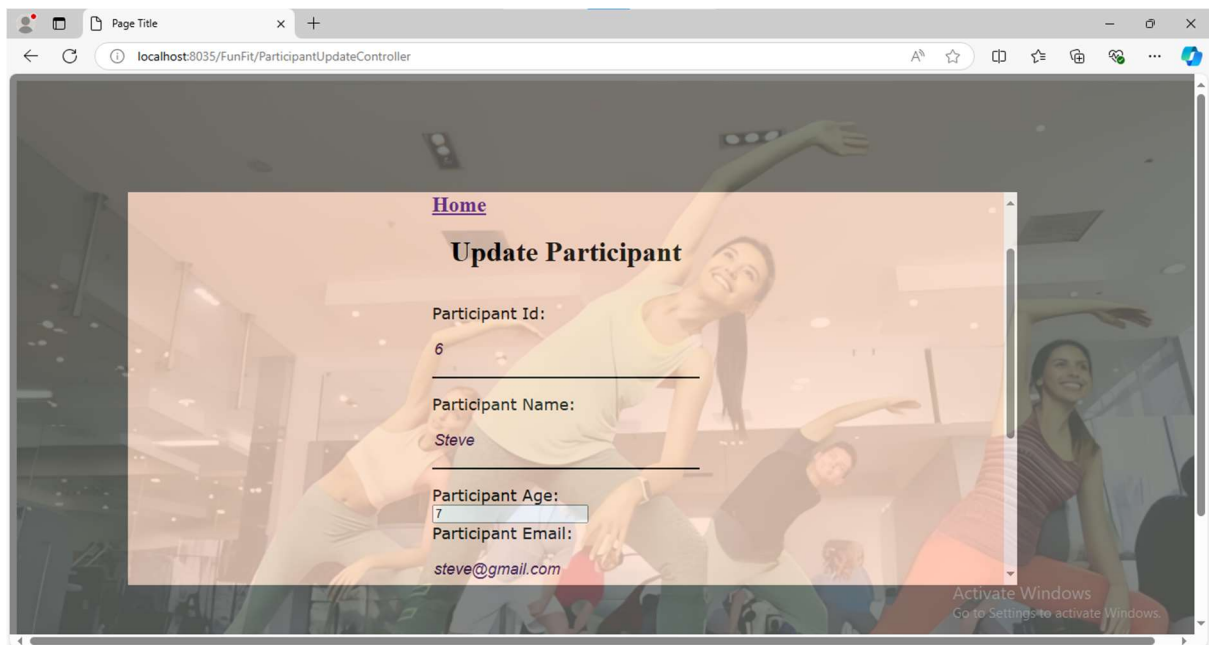 Page Title
localhost:8035/FunFit/ParticipantUpdateController
Home
Update Participant
Participant Id:
6
Participant Name:
Steve
Participant Age:
7
Participant Email:
steve@gmail.com
Activate Windows
Go to Settings to activate Windows.